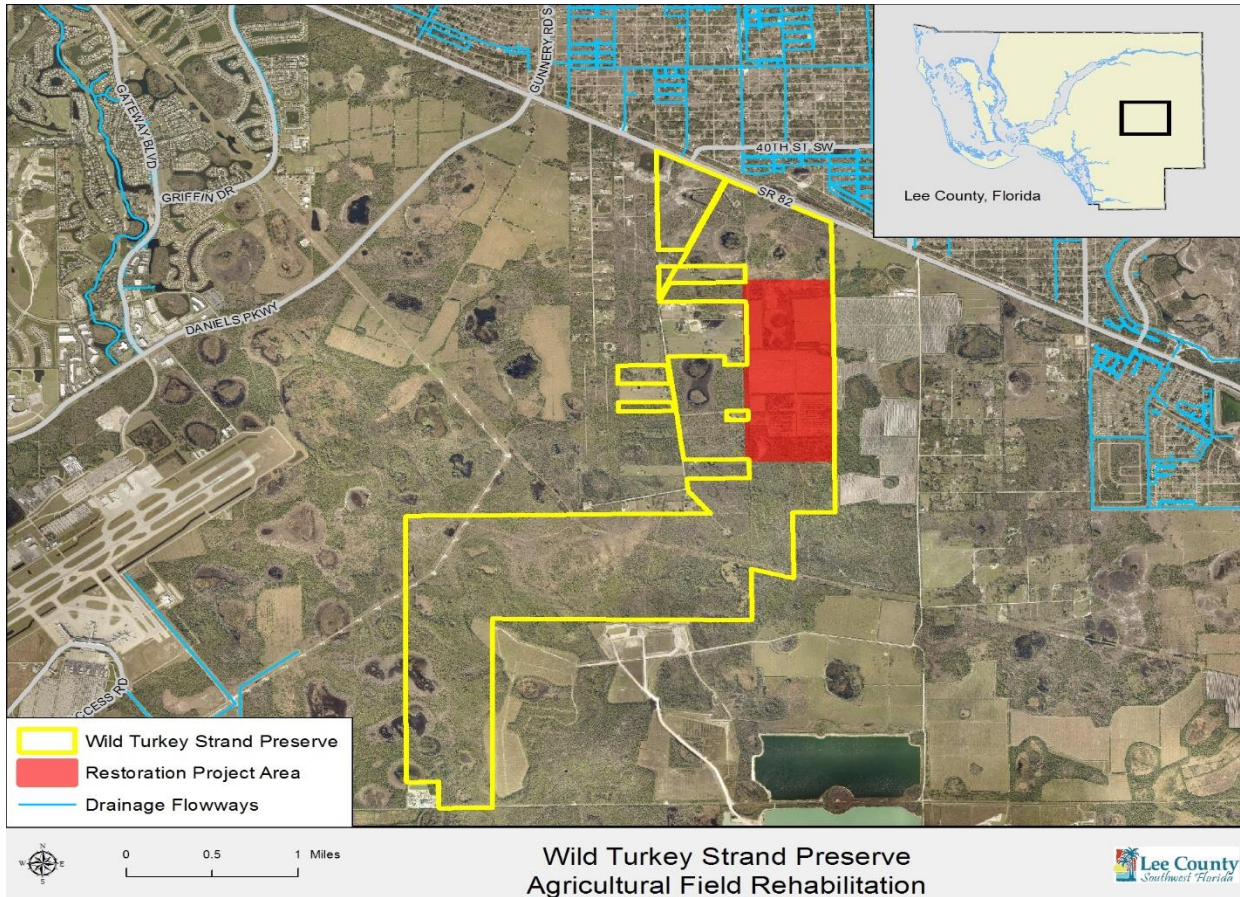 GATEWAY BLVD
GRIFFIN DR
DANIELS PKWY
GUNNERY RD S
40TH ST SW
SR 82
Lee County, Florida
CCESS RD
Wild Turkey Strand Preserve
Restoration Project Area
Drainage Flowways
N
W
E
S
0 0.5 1 Miles
Wild Turkey Strand Preserve
Agricultural Field Rehabilitation
Lee County
Southwest Florida